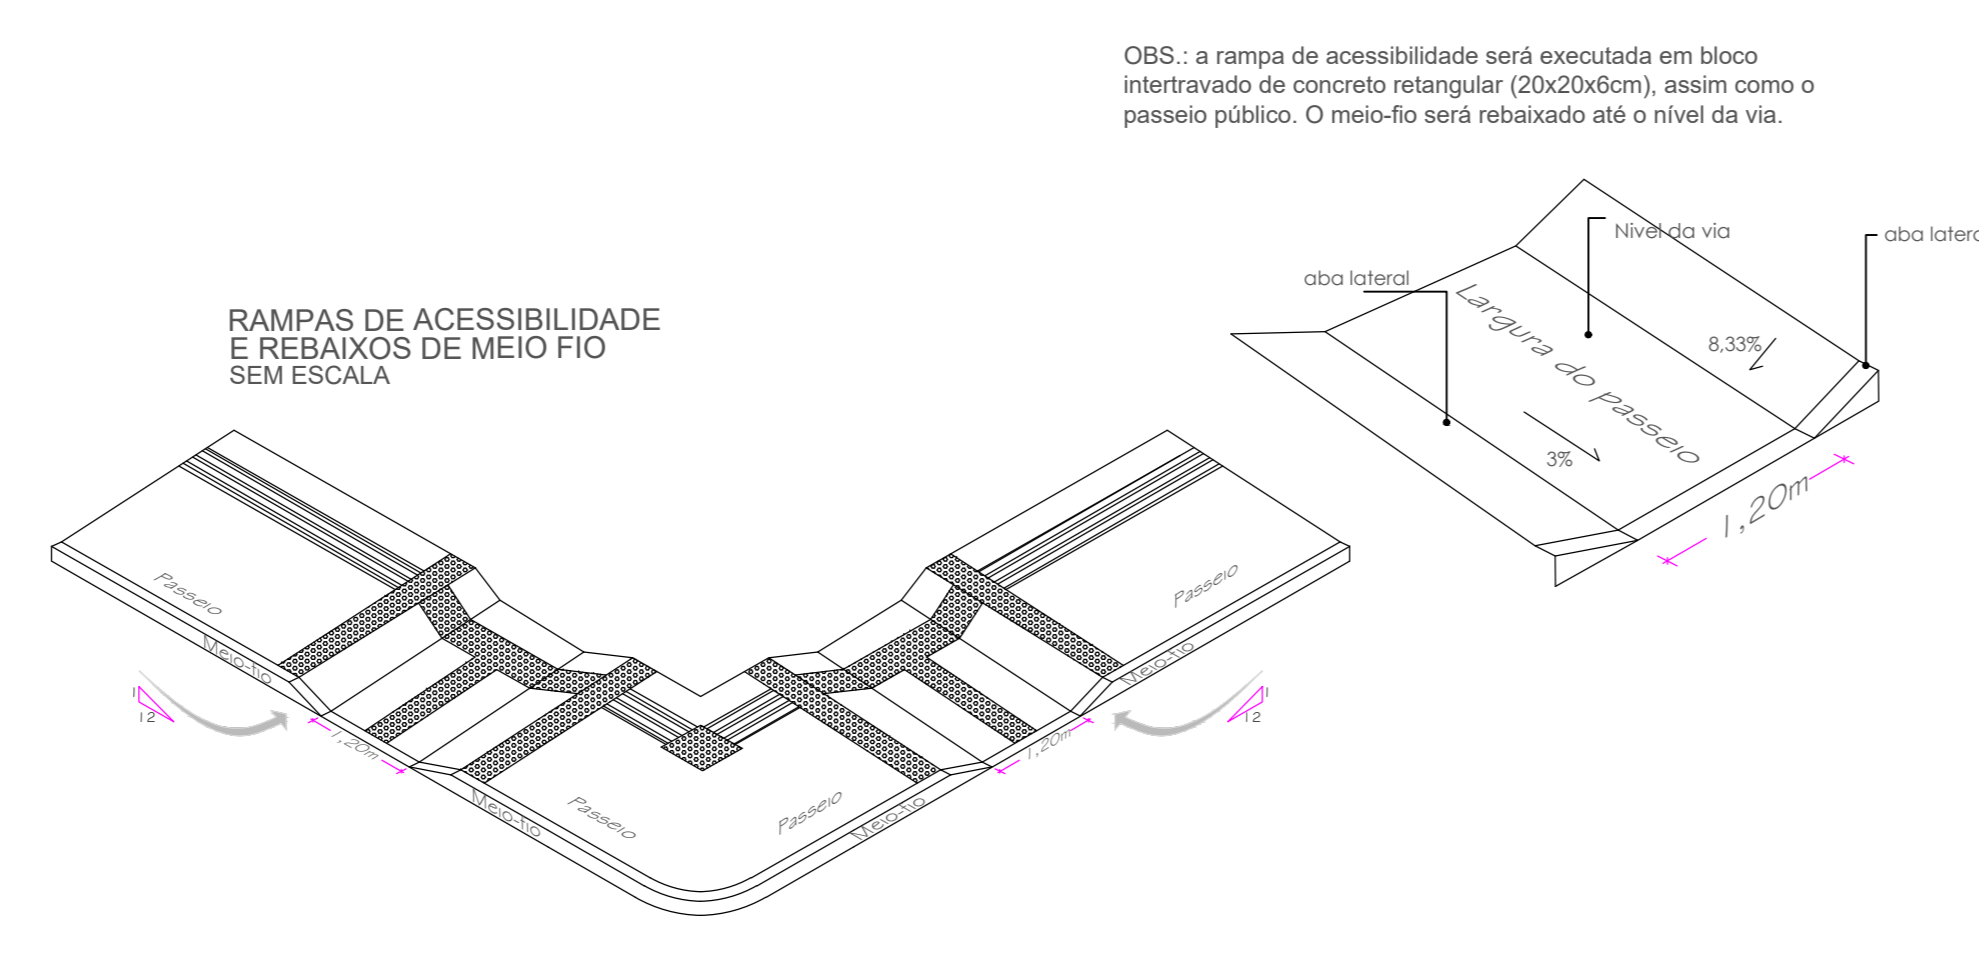 OBS.: a rampa de acessibilidade será executada em bloco
intertravado de concreto retangular (20x20x6cm), assim como o
passeio público. O meio-fio será rebaixado até o nível da via.
Nivel da via
aba latera
aba lateral
Largura do passeio
8,33%
3%
1,20m
RAMPAS DE ACESSIBILIDADE
E REBAIXOS DE MEIO FIO
SEM ESCALA
Passeio
Meio-fio
1
12
1,20m
Meio-fio
Passeio
Passeio
Meio-fio
1,20m
Meio-fio
Passeio
1
12